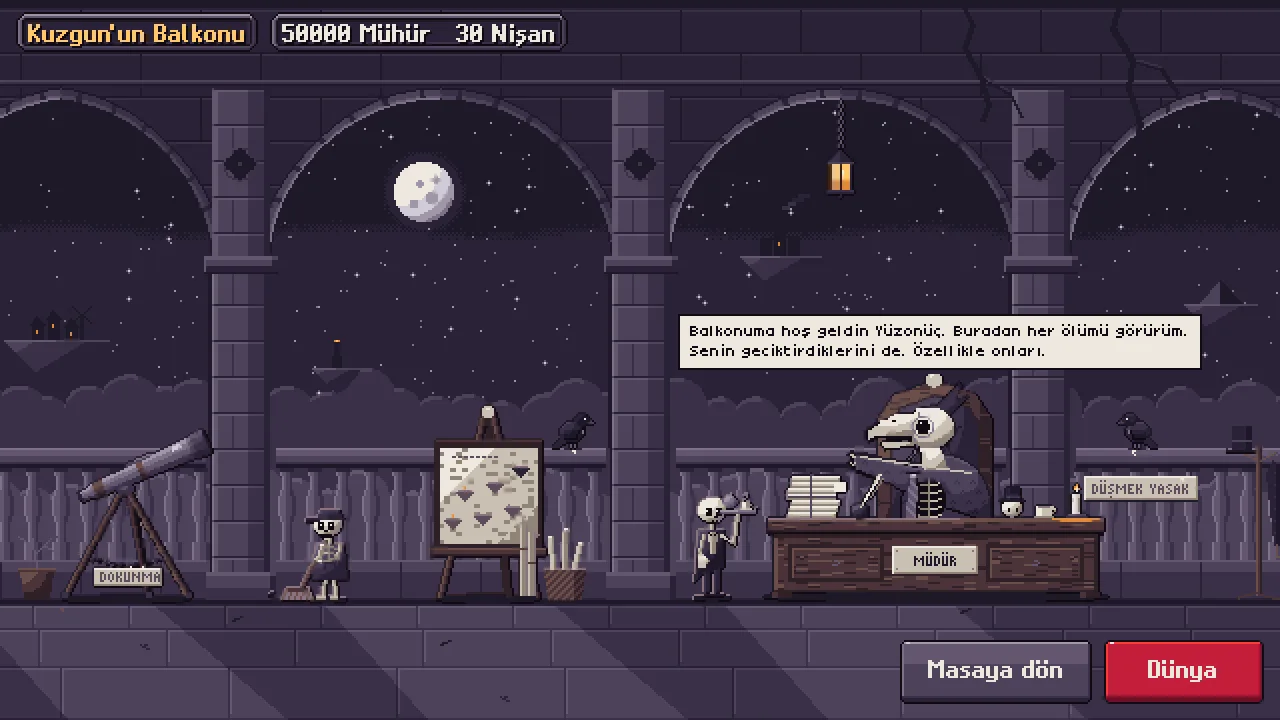 Kuzgun'un Balkonu
50000 Mühür 30 Nişan
Balkonuma hoş geldin Yüzonüç. Buradan her ölümü görürüm.
Senin geciktirdiklerini de. Özellikle onları.
DÜŞMEK YASAK
MÜDÜR
DOKUNMA
Masaya dön
Dünya